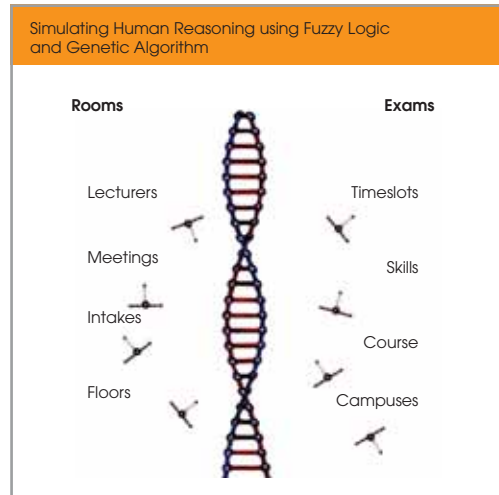 Simulating Human Reasoning using Fuzzy Logic
and Genetic Algorithm
Rooms
Exams
Lecturers
Timeslots
Meetings
Skills
Intakes
Course
Floors
Campuses